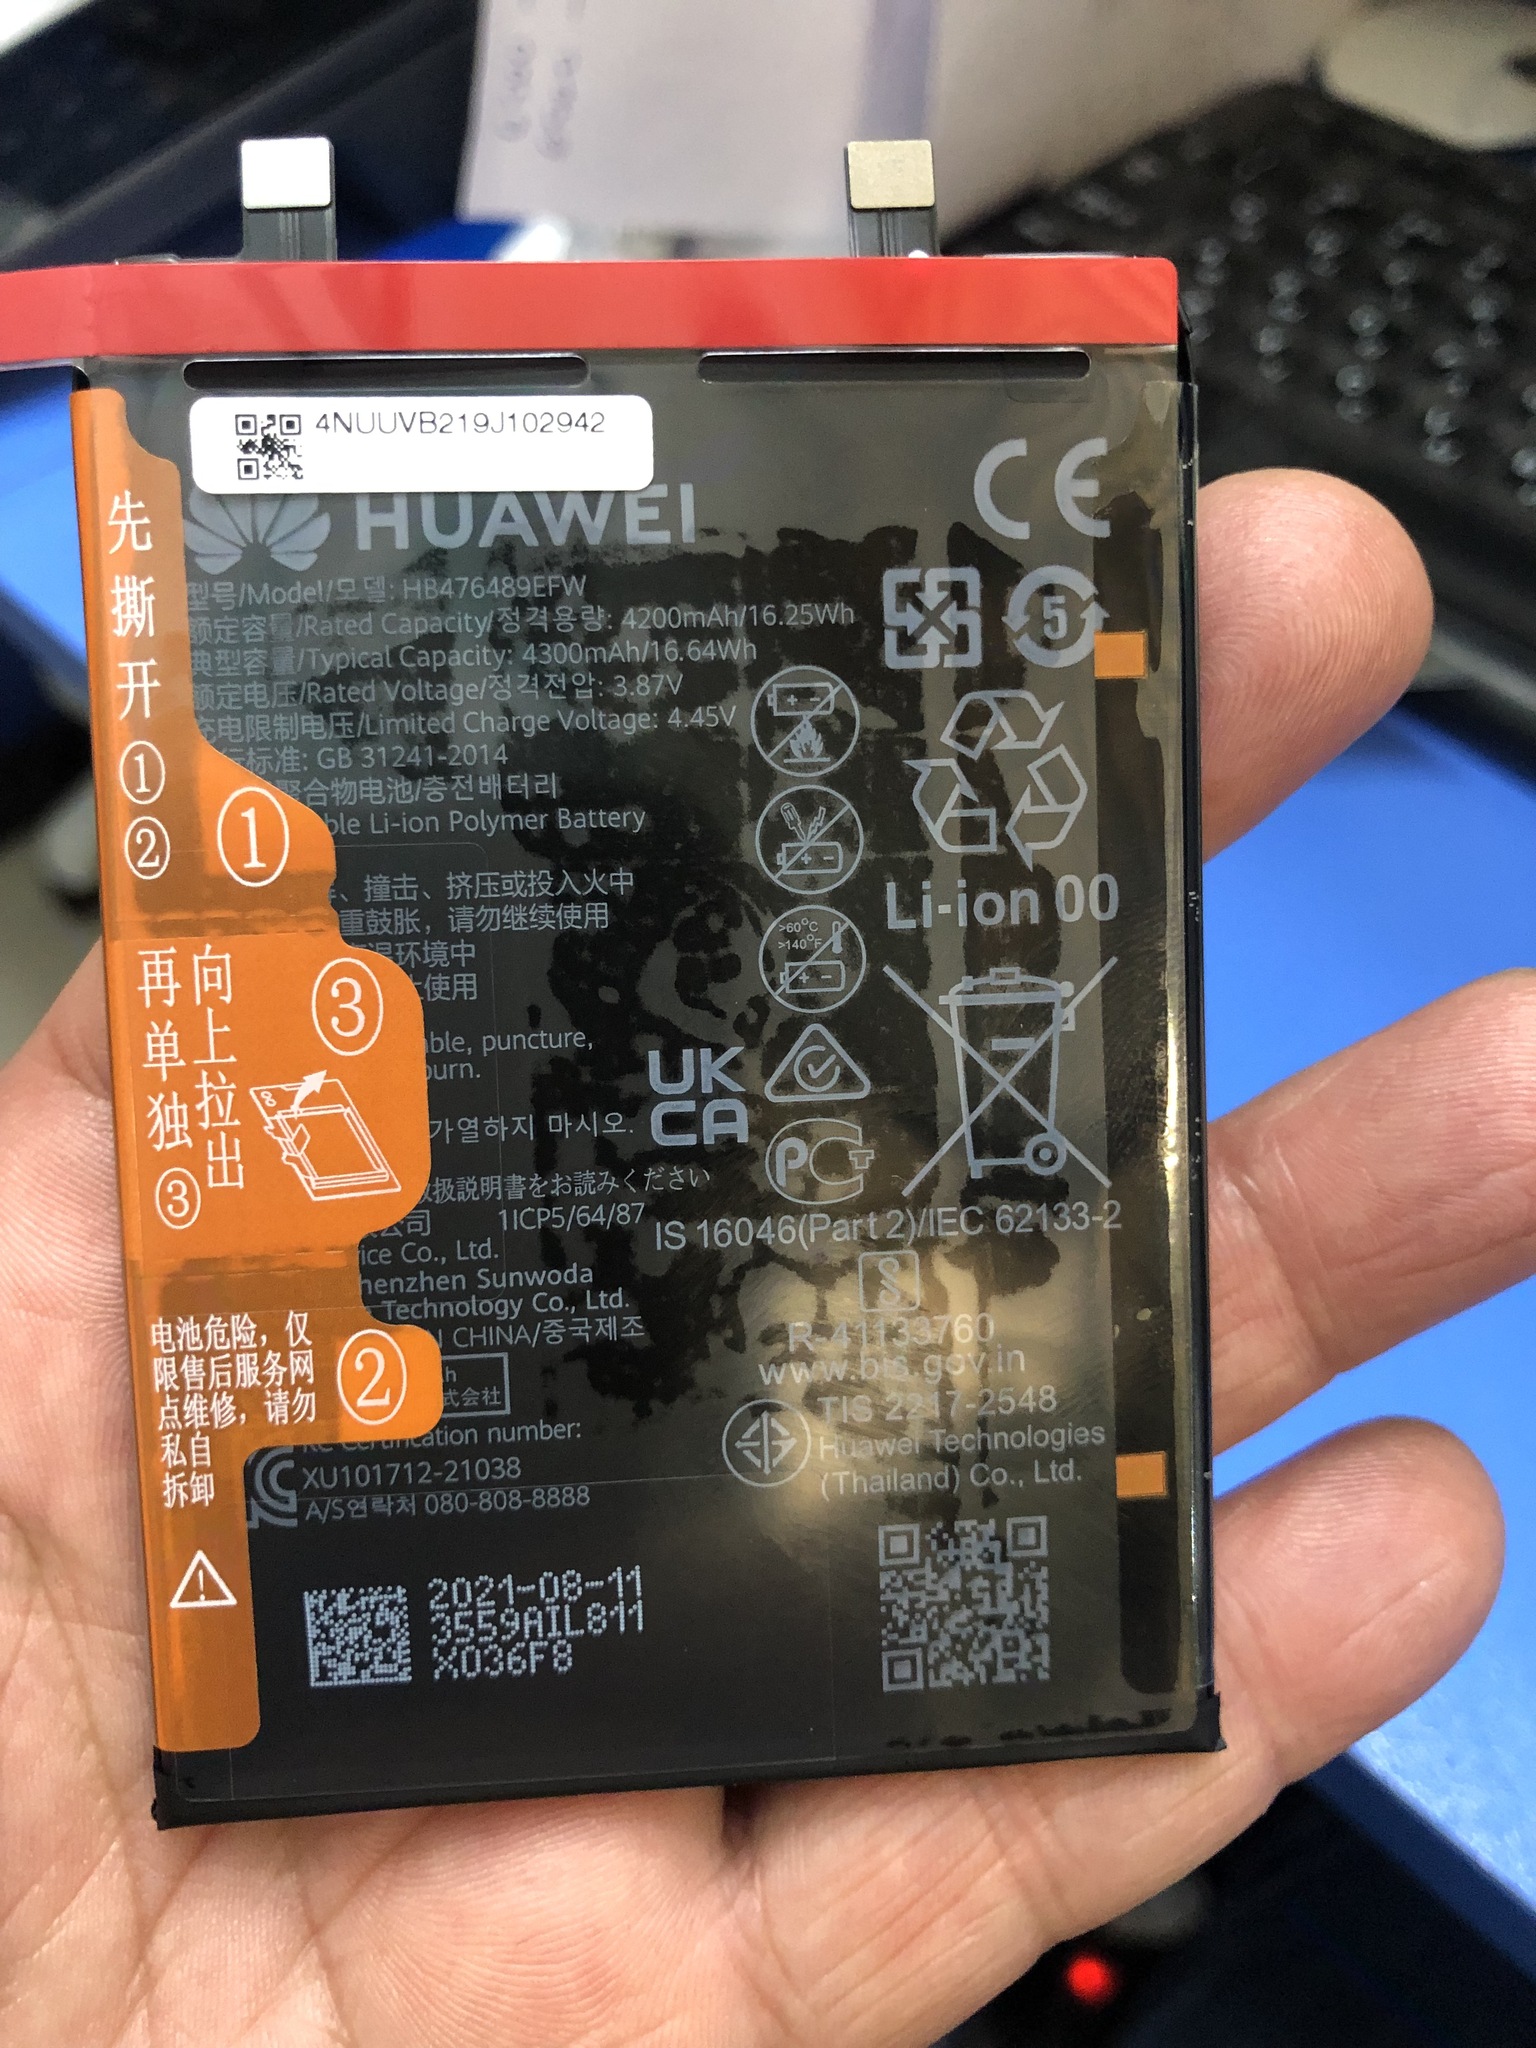 4NUUVB219J102942
HUAWEI
CE
型号/Model/모델: HB476489EFW
额定容量/Rated Capacity/정격용량: 4200mAh/16.25Wh
典型容量/Typical Capacity: 4300mAh/16.64Wh
额定电压/Rated Voltage/정격전압: 3.87V
充电限制电压/Limited Charge Voltage: 4.45V
标准: GB 31241-2014
聚合物电池/충전배터리
Li-ion Polymer Battery
、撞击、挤压或投入火中
重鼓胀，请勿继续使用
环境中
使用
puncture,
burn.
가열하지 마시오.
取扱説明書をお読みください
公司
1ICP5/64/87
Co., Ltd.
Shenzhen Sunwoda
Technology Co., Ltd.
CHINA/중국제조
式会社
KC Certification number:
XU101712-21038
A/S연락처 080-808-8888
2021-08-11
3559AIL811
X036F8
5
>60°C
>140°F
Li-ion 00
UK
CA
IS 16046(Part 2)/IEC 62133-2
R-41133760
www.bis.gov.in
TIS 2217-2548
Huawei Technologies
(Thailand) Co., Ltd.
先撕开①②
①
再单独③
向上拉出
③
②
电池危险，仅
限售后服务网
点维修，请勿
私自
拆卸